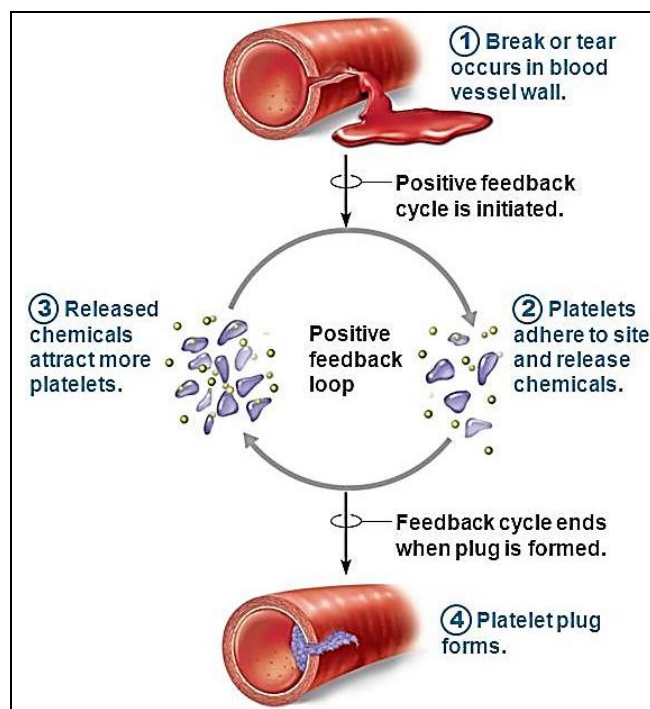 ① Break or tear
occurs in blood
vessel wall.
Positive feedback
cycle is initiated.
③ Released
chemicals
attract more
platelets.
Positive
feedback
loop
② Platelets
adhere to site
and release
chemicals.
Feedback cycle ends
when plug is formed.
④ Platelet plug
forms.